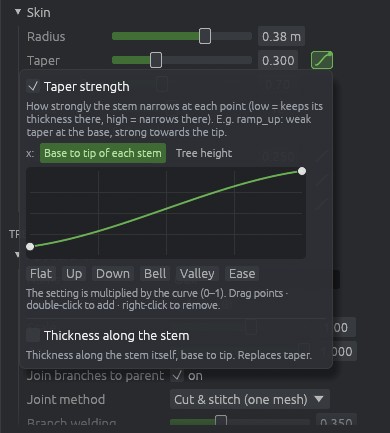 Skin
Radius 0.38 m
Taper 0.300
Taper strength
How strongly the stem narrows at each point (low = keeps its
thickness there, high = narrows there). E.g. ramp_up: weak
taper at the base, strong towards the tip.
x: Base to tip of each stem Tree height
Flat Up Down Bell Valley Ease
The setting is multiplied by the curve (0–1). Drag points ·
double-click to add · right-click to remove.
Thickness along the stem
Thickness along the stem itself, base to tip. Replaces taper.
Join branches to parent on
Joint method Cut & stitch (one mesh)
Branch welding 0.350